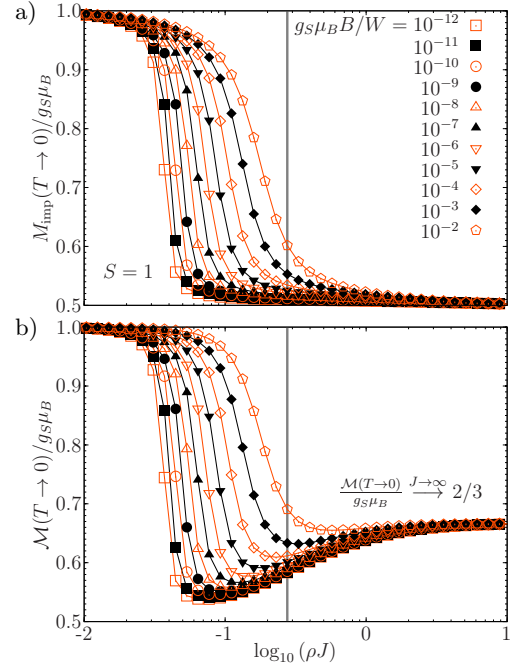 a)
g_Sμ_BB/W = 10^-12
10^-11
10^-10
10^-9
10^-8
10^-7
10^-6
10^-5
10^-4
10^-3
10^-2
1.0
0.9
0.8
0.7
0.6
0.5
M_imp(T → 0)/g_Sμ_B
S = 1
b)
1.0
0.9
0.8
0.7
0.6
0.5
ℳ(T → 0)/g_Sμ_B
ℳ(T→0)/g_Sμ_B J→∞ ⟶ 2/3
-2 -1 0 1
log_10 (ρJ)